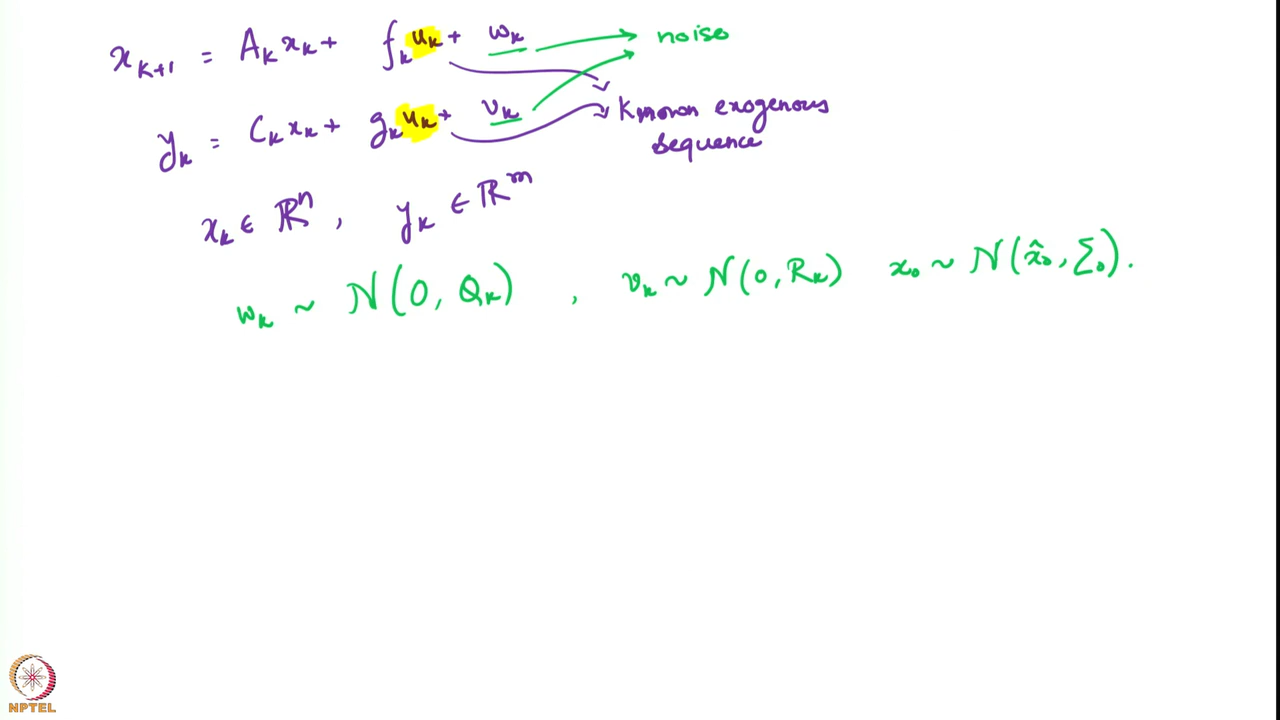 x_{k+1} = A_k x_k + f_k u_k + w_k → noise
y_k = C_k x_k + g_k u_k + v_k → Known exogenous
sequence
x_k ∈ ℝ^n , y_k ∈ ℝ^m
w_k ~ N(0, Q_k) , v_k ~ N(0, R_k) x_0 ~ N(x̂_0, Σ_0).
NPTEL